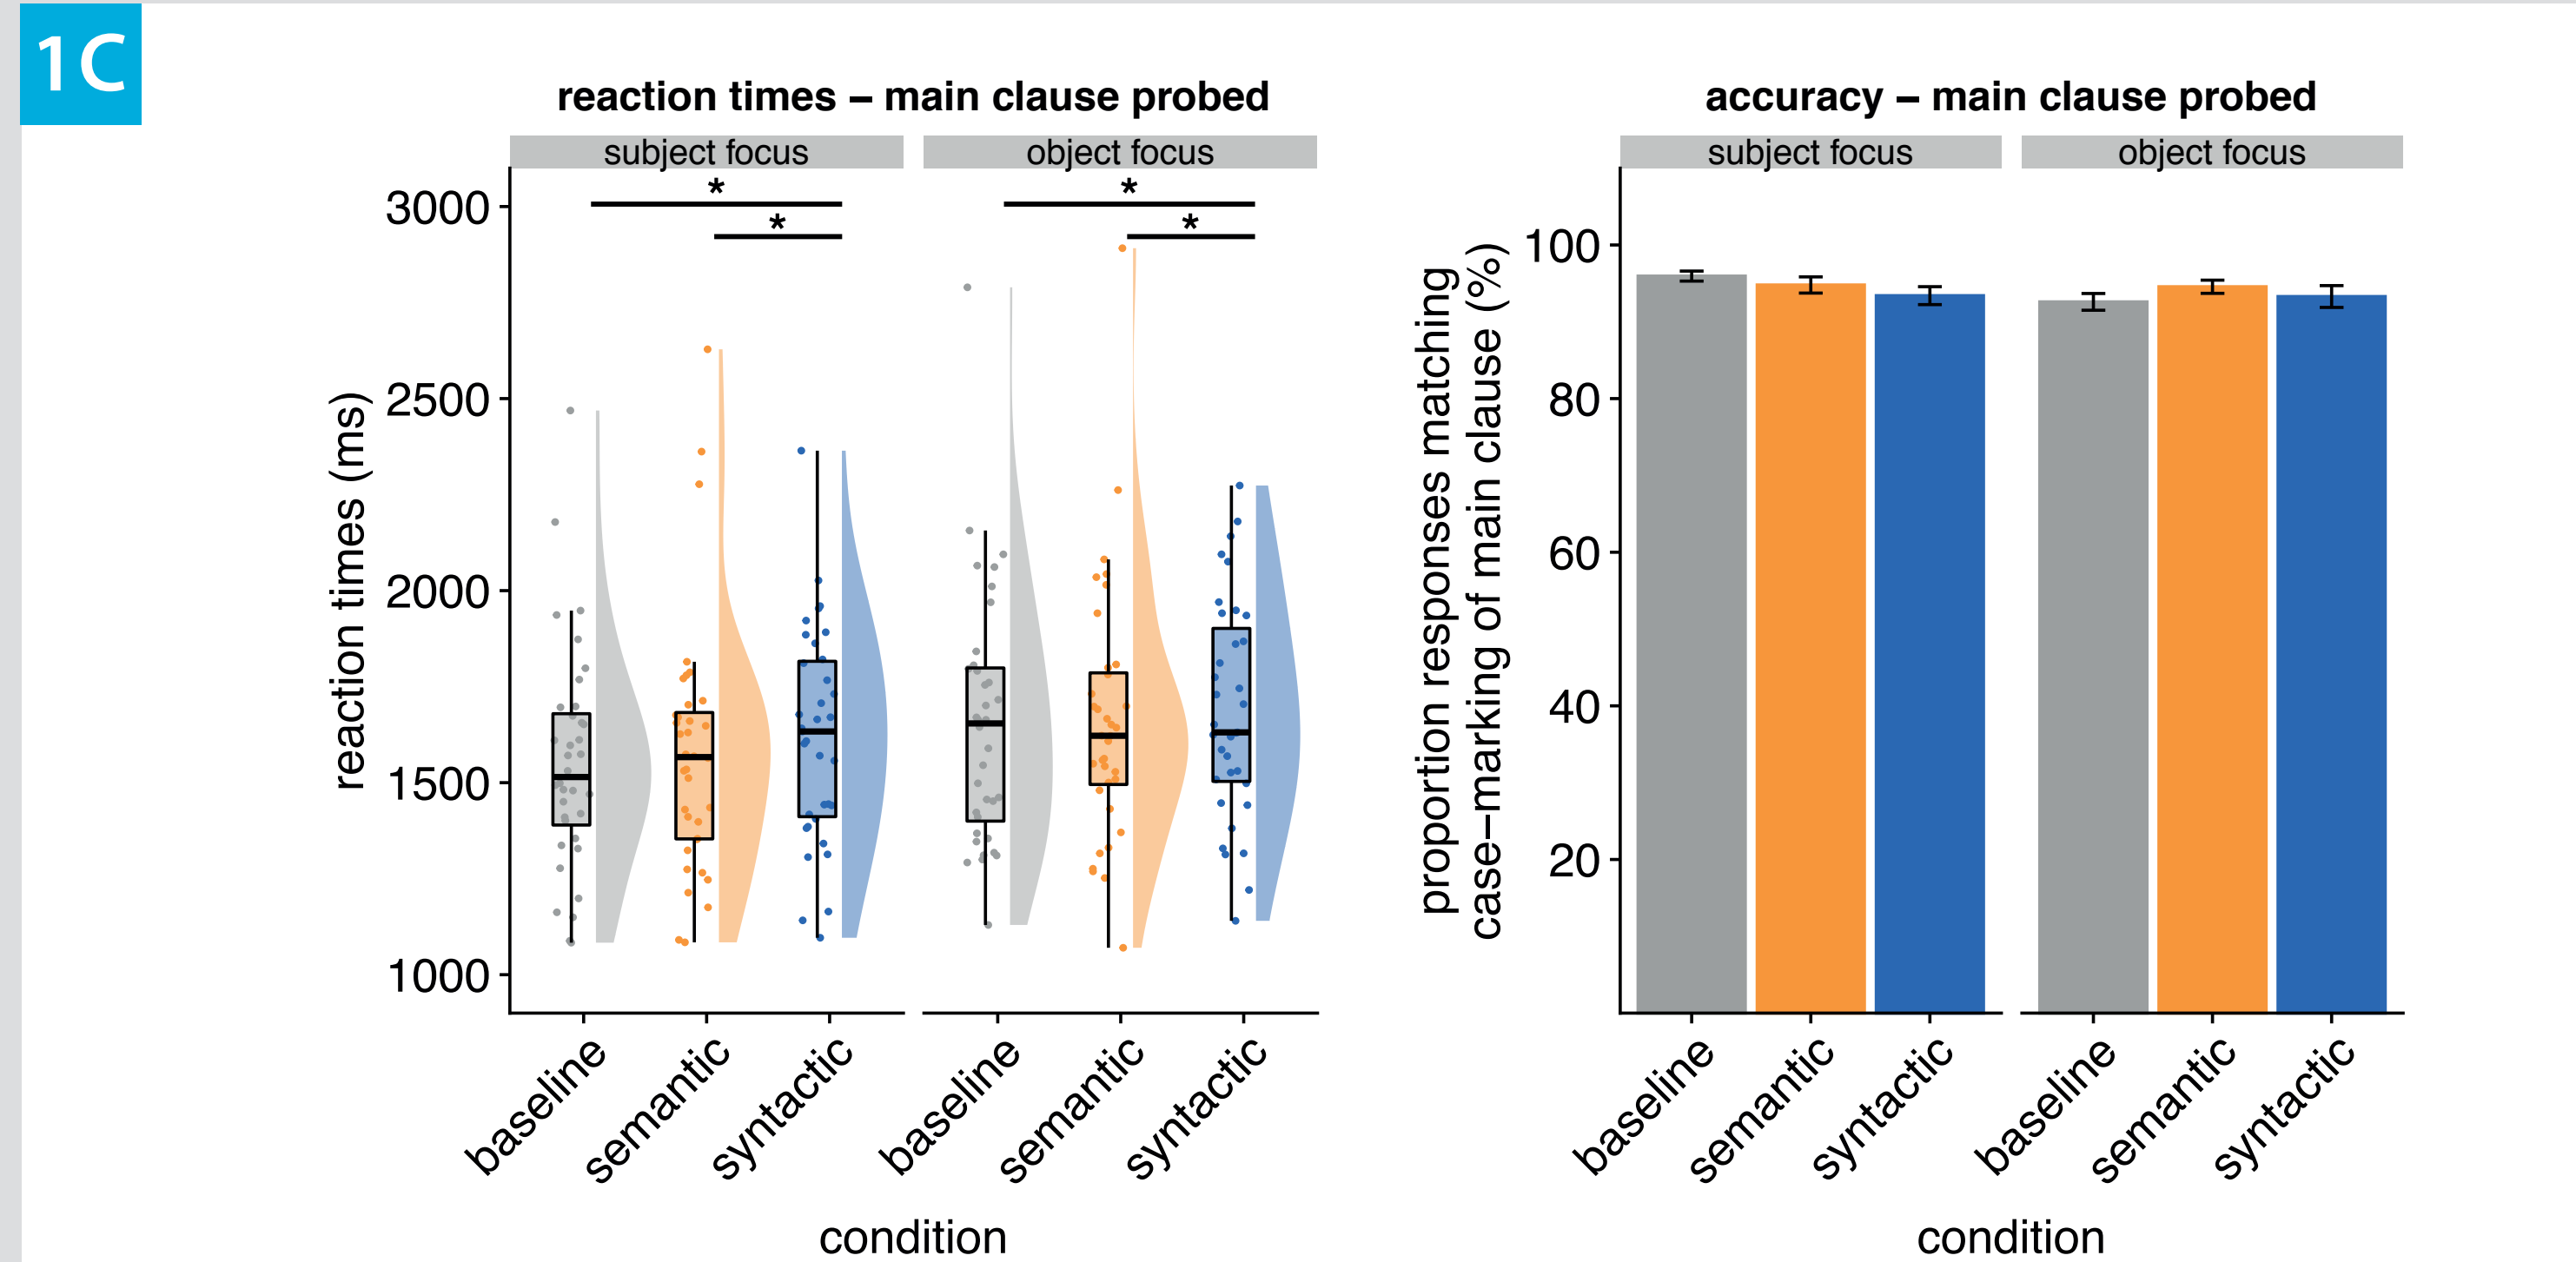 1C
reaction times – main clause probed
subject focus
object focus
*
*
*
*
3000
2500
2000
1500
1000
reaction times (ms)
baseline
semantic
syntactic
baseline
semantic
syntactic
condition
accuracy – main clause probed
subject focus
object focus
100
80
60
40
20
proportion responses matching
case–marking of main clause (%)
baseline
semantic
syntactic
baseline
semantic
syntactic
condition